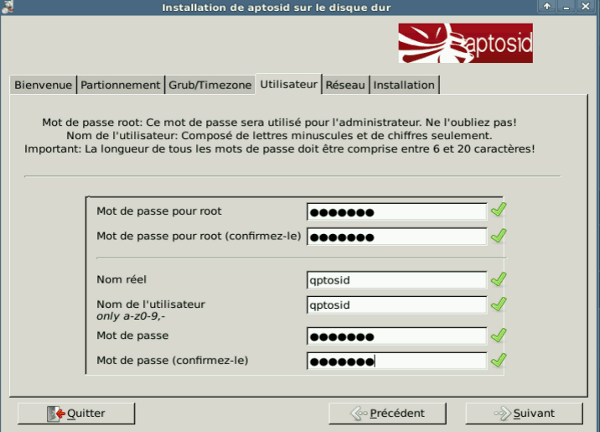 Installation de aptosid sur le disque dur
aptosid
Bienvenue Partionnement Grub/Timezone Utilisateur Réseau Installation
Mot de passe root: Ce mot de passe sera utilisé pour l'administrateur. Ne l'oubliez pas!
Nom de l'utilisateur: Composé de lettres minuscules et de chiffres seulement.
Important: La longueur de tous les mots de passe doit être comprise entre 6 et 20 caractères!
Mot de passe pour root ●●●●●●●
Mot de passe pour root (confirmez-le) ●●●●●●●
Nom réel qptosid
Nom de l'utilisateur qptosid
only a-z0-9,-
Mot de passe ●●●●●●●
Mot de passe (confirmez-le) ●●●●●●●
Quitter Précédent Suivant